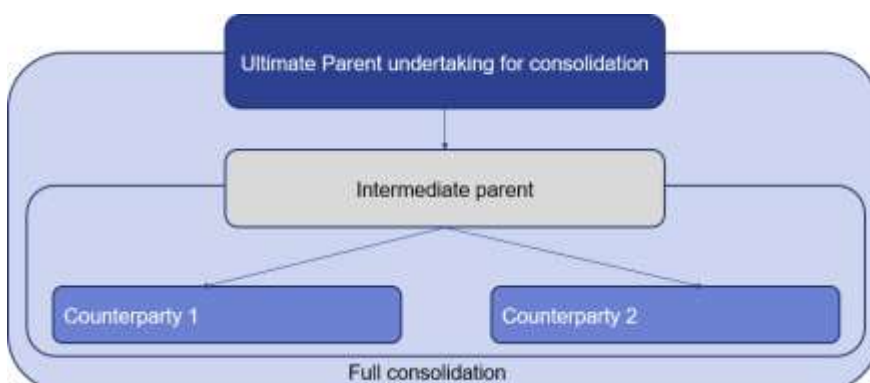 Ultimate Parent undertaking for consolidation
Intermediate parent
Counterparty 1
Counterparty 2
Full consolidation